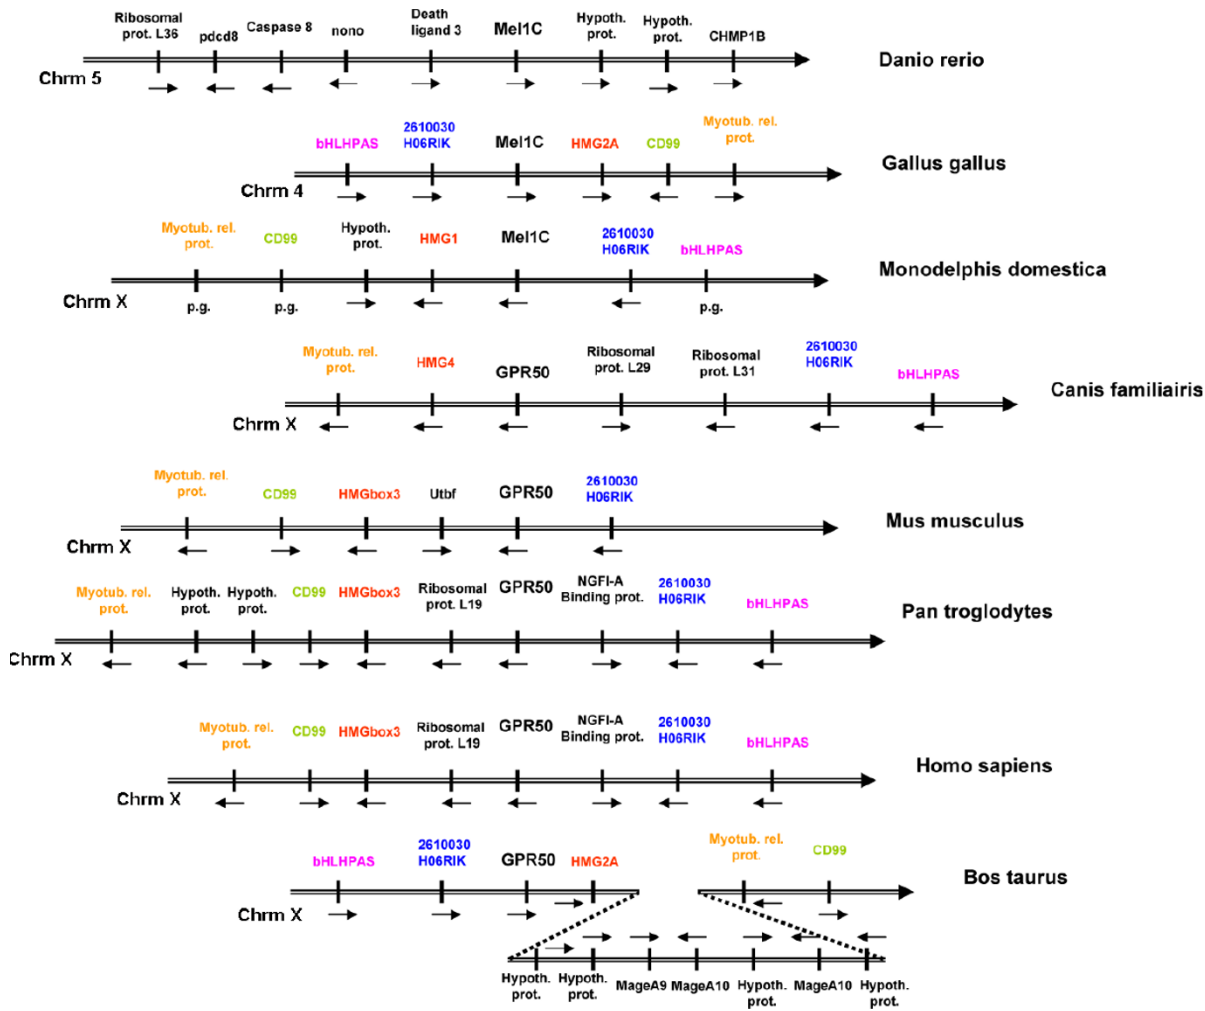 Ribosomal
prot. L36
pdcd8
Caspase 8
nono
Death
ligand 3
Mel1C
Hypoth.
prot.
Hypoth.
prot.
CHMP1B
Chrm 5
Danio rerio
bHLHPAS
2610030
H06RIK
Mel1C
HMG2A
CD99
Myotub. rel.
prot.
Chrm 4
Gallus gallus
Myotub. rel.
prot.
CD99
Hypoth.
prot.
HMG1
Mel1C
2610030
H06RIK
bHLHPAS
Chrm X
p.g.
p.g.
p.g.
Monodelphis domestica
Myotub. rel.
prot.
HMG4
GPR50
Ribosomal
prot. L29
Ribosomal
prot. L31
2610030
H06RIK
bHLHPAS
Chrm X
Canis familiairis
Myotub. rel.
prot.
CD99
HMGbox3
Utbf
GPR50
2610030
H06RIK
Chrm X
Mus musculus
Myotub. rel.
prot.
Hypoth.
prot.
Hypoth.
prot.
CD99
HMGbox3
Ribosomal
prot. L19
GPR50
NGFI-A
Binding prot.
2610030
H06RIK
bHLHPAS
Chrm X
Pan troglodytes
Myotub. rel.
prot.
CD99
HMGbox3
Ribosomal
prot. L19
GPR50
NGFI-A
Binding prot.
2610030
H06RIK
bHLHPAS
Chrm X
Homo sapiens
bHLHPAS
2610030
H06RIK
GPR50
HMG2A
Myotub. rel.
prot.
CD99
Chrm X
Bos taurus
Hypoth.
prot.
Hypoth.
prot.
MageA9
MageA10
Hypoth.
prot.
MageA10
Hypoth.
prot.